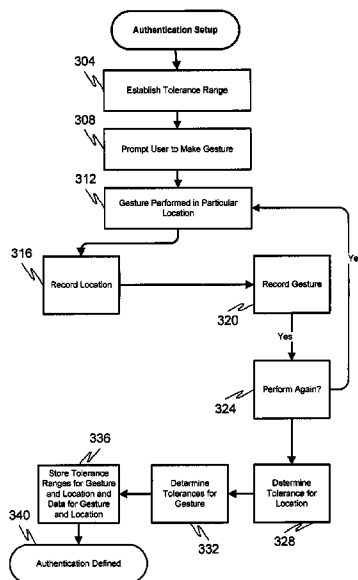 Authentication Setup
304
Establish Tolerance Range
308
Prompt User to Make Gesture
312
Gesture Performed in Particular
Location
316
Record Location
Record Gesture
320
Yes
Yes
Perform Again?
324
336
Store Tolerance
Ranges for Gesture
and Location and
Data for Gesture
and Location
Determine
Tolerances for
Gesture
332
Determine
Tolerance for
Location
328
340
Authentication Defined